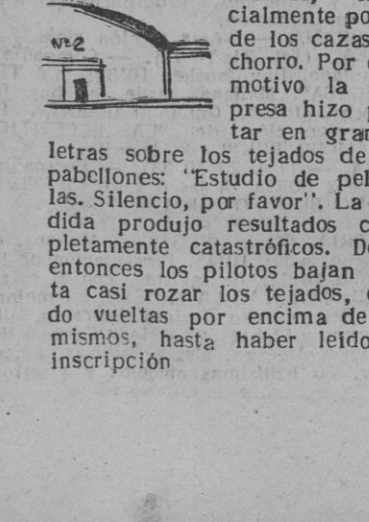 cialmente po
de los cazas
Nº2
chorro. Por
motivo la
presa hizo
tar en gran
letras sobre los tejados de
pabellones: "Estudio de pel
las. Silencio, por favor". La
dida produjo resultados c
pletamente catastróficos. D
entonces los pilotos bajan
ta casi rozar los tejados,
do vueltas por encima de
mismos, hasta haber leido
inscripción